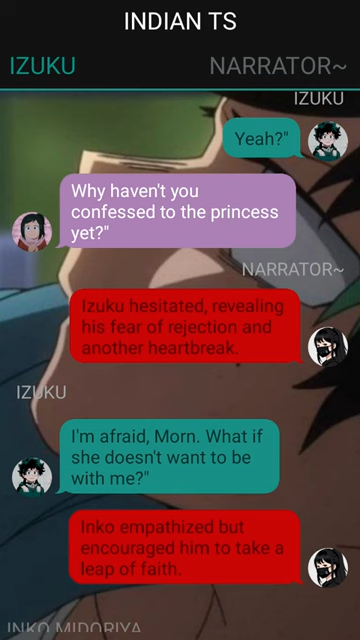 INDIAN TS
IZUKU
NARRATOR~
IZUKU
Yeah?"
Why haven't you
confessed to the princess
yet?"
NARRATOR~
Izuku hesitated, revealing
his fear of rejection and
another heartbreak.
IZUKU
I'm afraid, Morn. What if
she doesn't want to be
with me?"
Inko empathized but
encouraged him to take a
leap of faith.
INKO MIDORIYA